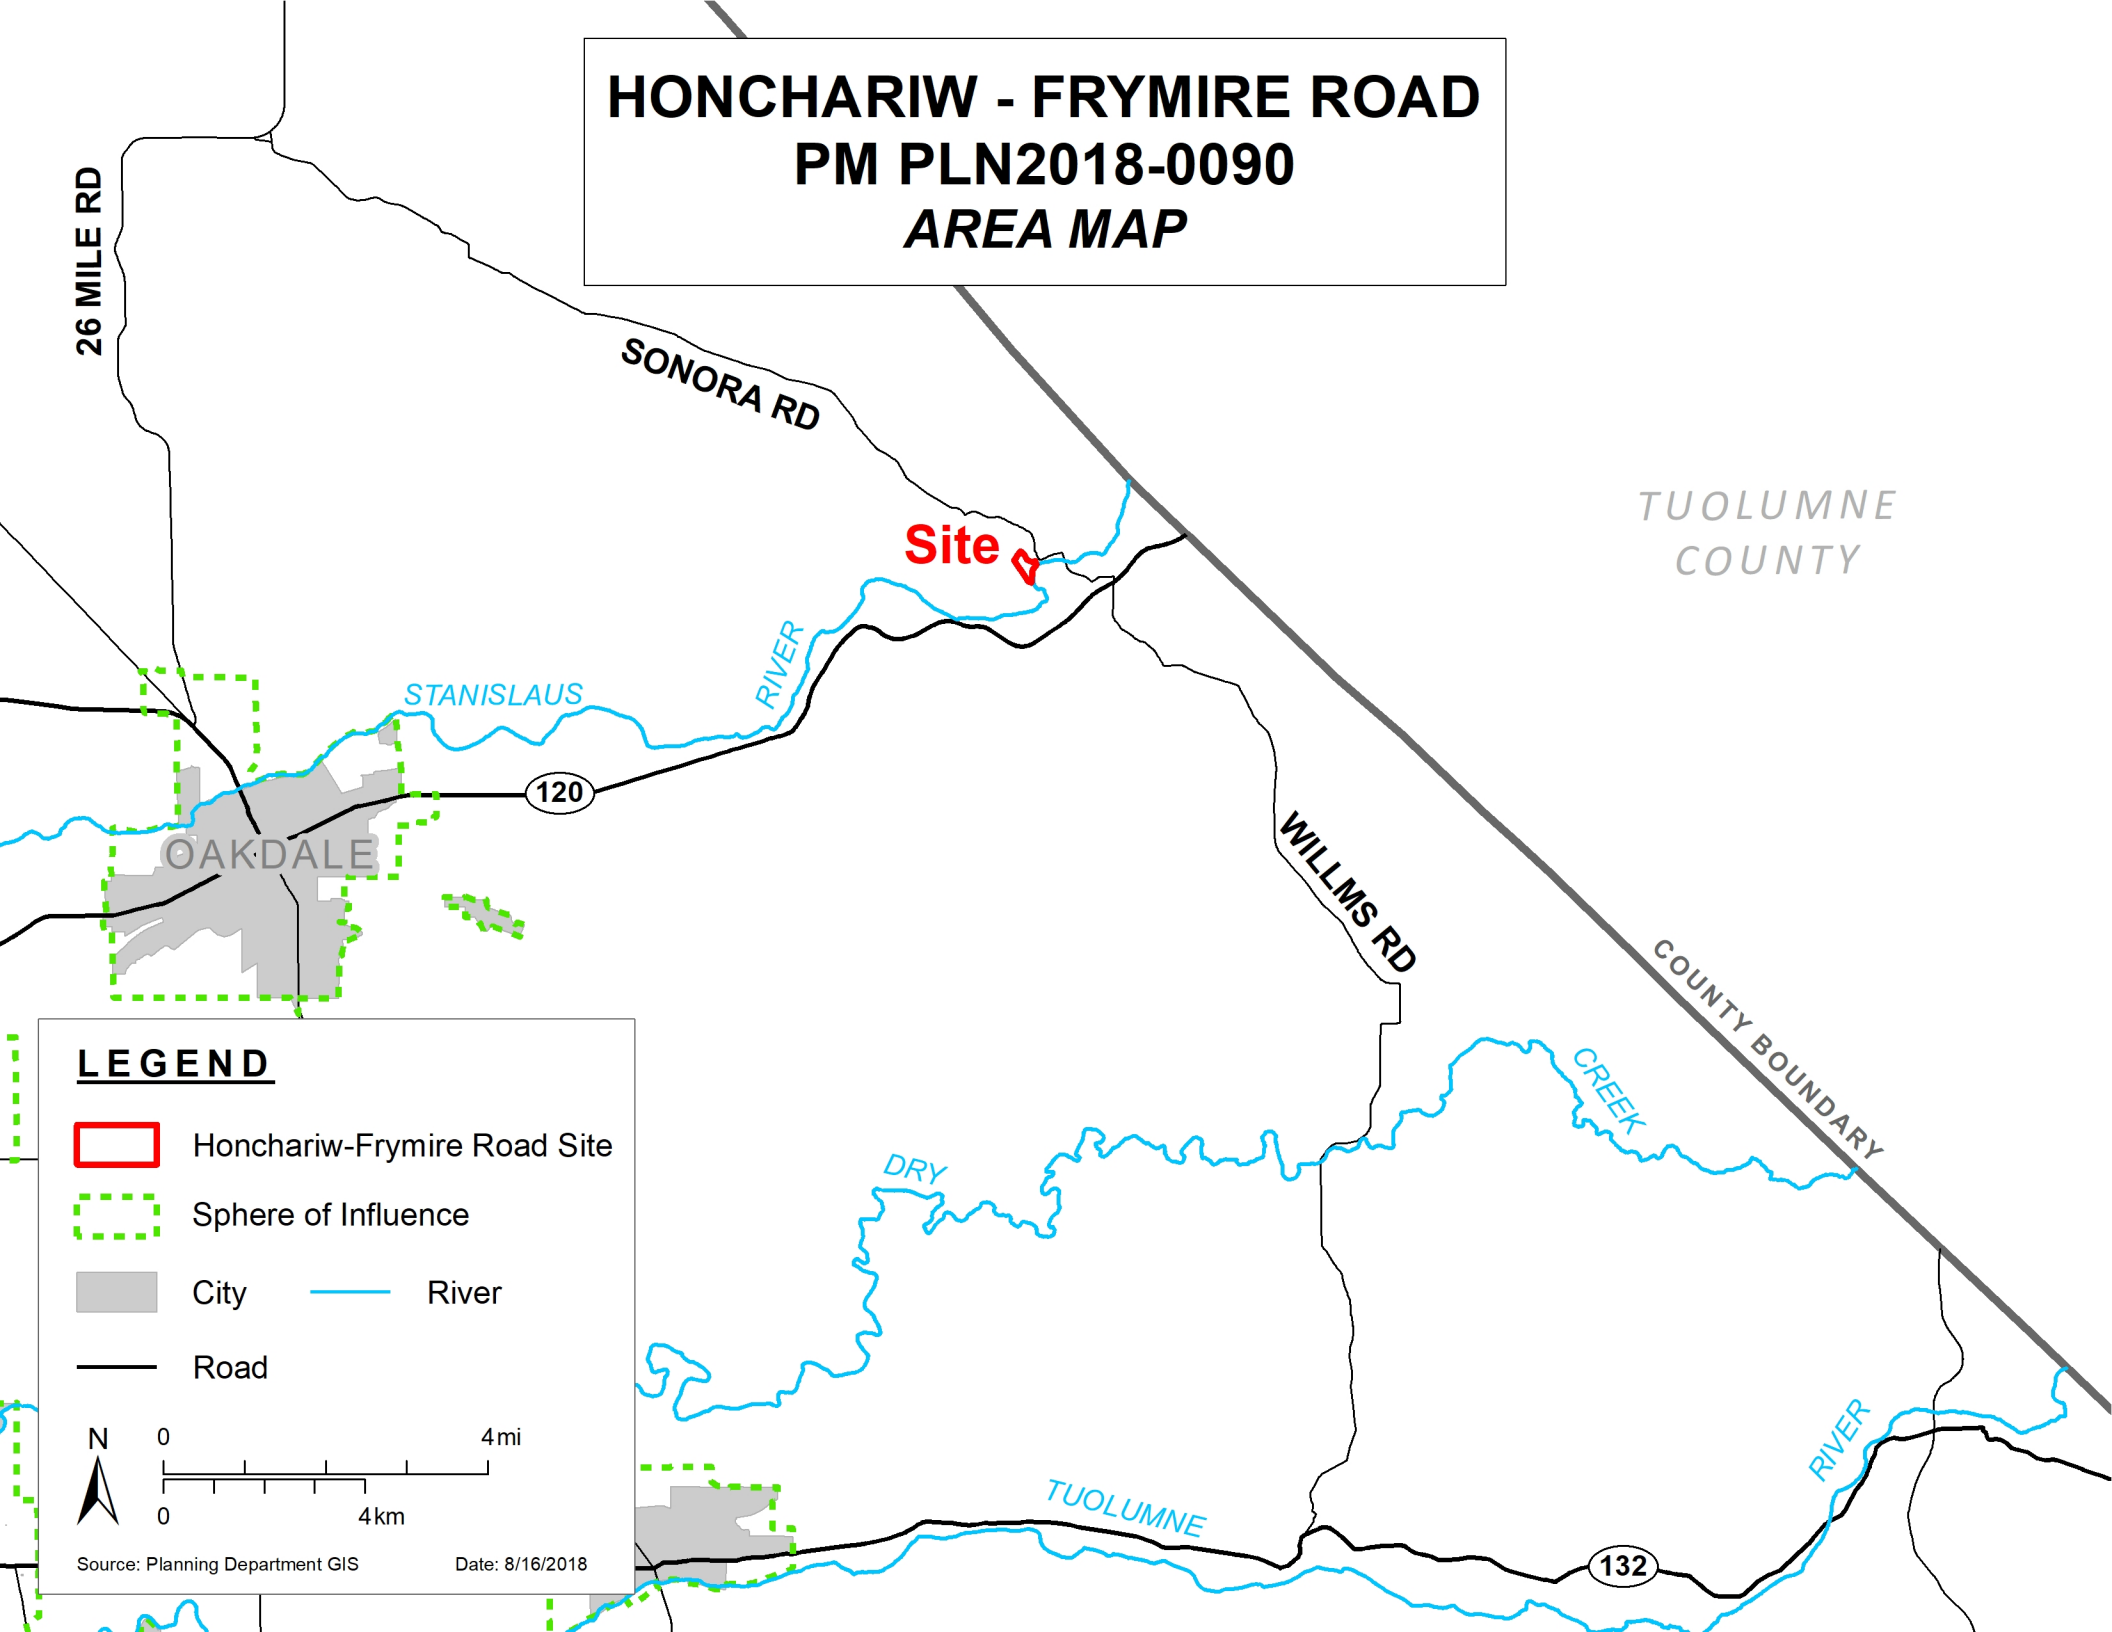 HONCHARIW - FRYMIRE ROAD
PM PLN2018-0090
AREA MAP
26 MILE RD
SONORA RD
TUOLUMNE
COUNTY
Site
RIVER
STANISLAUS
120
OAKDALE
WILLMS RD
COUNTY BOUNDARY
CREEK
DRY
RIVER
TUOLUMNE
132
LEGEND
Honchariw-Frymire Road Site
Sphere of Influence
City River
Road
N 0 4 mi
0 4 km
Source: Planning Department GIS Date: 8/16/2018